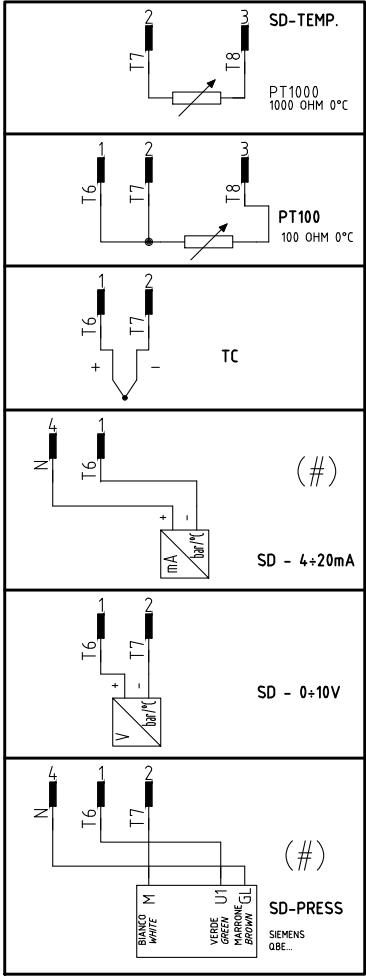 2 3 SD-TEMP.
T7 T8
PT1000
1000 OHM 0°C
1 2 3
T6 T7 T8
PT100
100 OHM 0°C
1 2
T6 T7
+ - TC
4 1
N T6 (#)
+ -
mA bar/°C
SD - 4÷20mA
1 2
T6 T7
+ -
V bar/°C
SD - 0÷10V
4 1 2
N T6 T7
(#)
M U1 GL
BIANCO
WHITE
VERDE
GREEN
MARRONE
BROWN
SD-PRESS
SIEMENS
QBE...